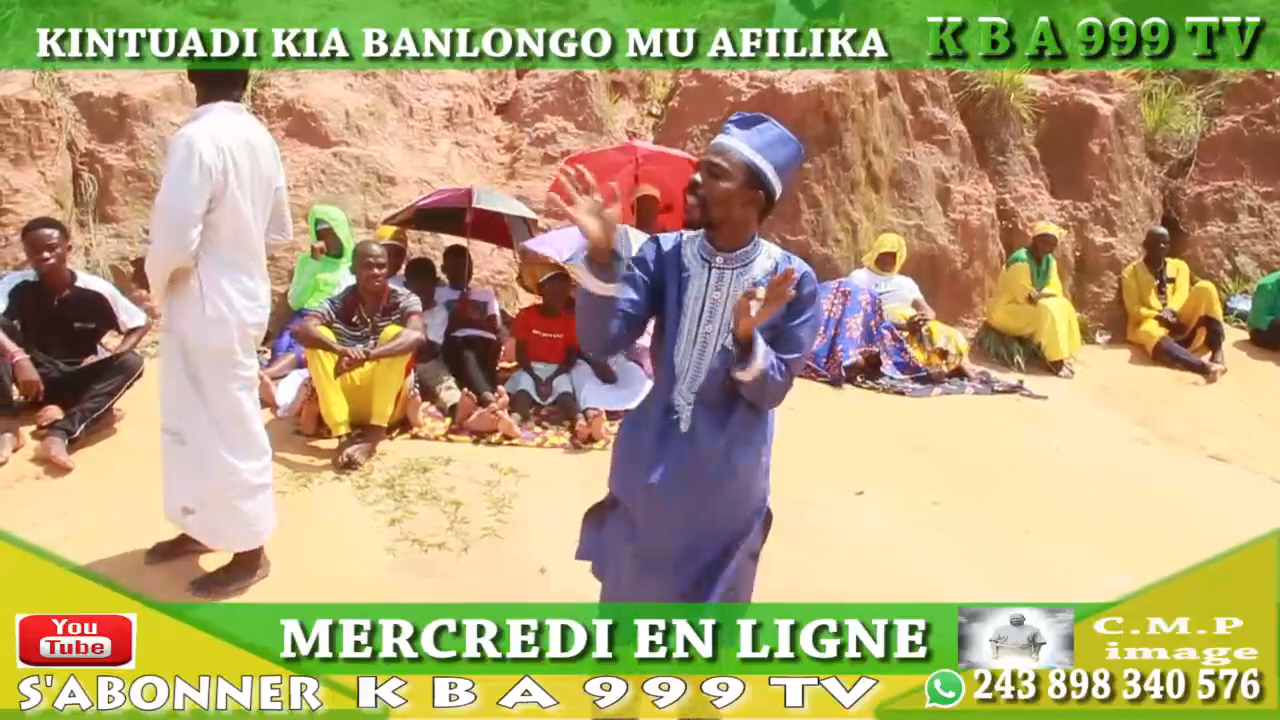 KINTUADI KIA BANLONGO MU AFILIKA
K B A 999 TV
MERCREDI EN LIGNE
You
Tube
C.M.P
image
S'ABONNER K B A 999 TV
243 898 340 576